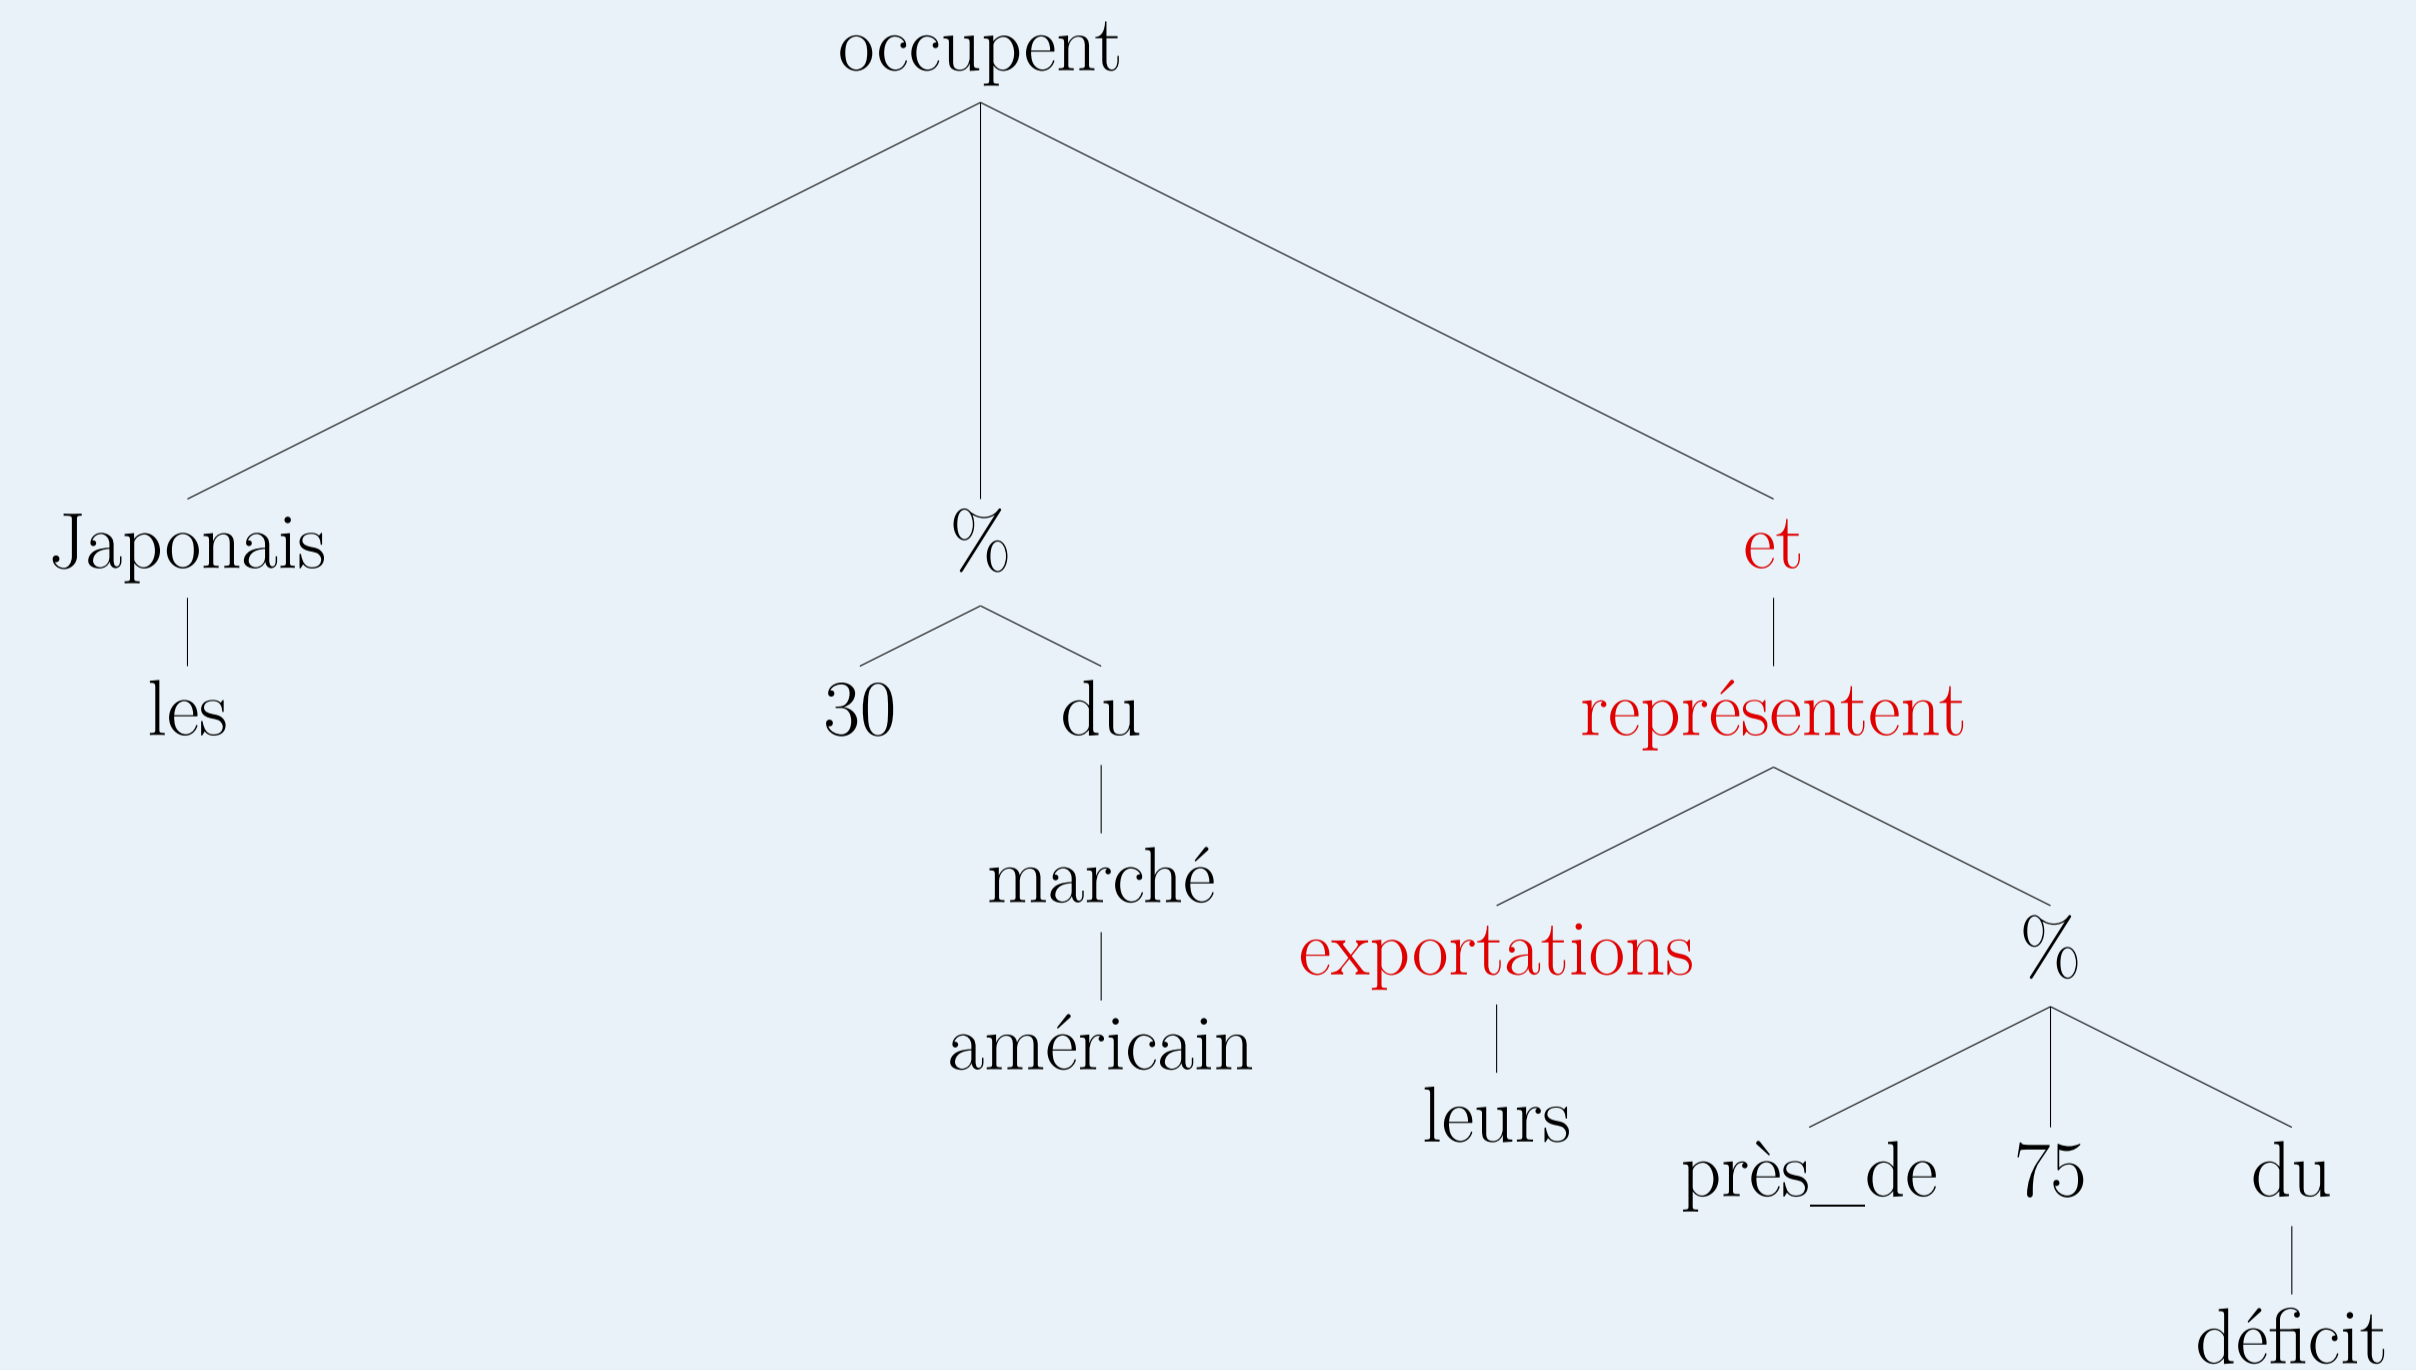 occupent
Japonais % et
les 30 du représentent
marché
exportations %
américain
leurs
près_de 75 du
déficit